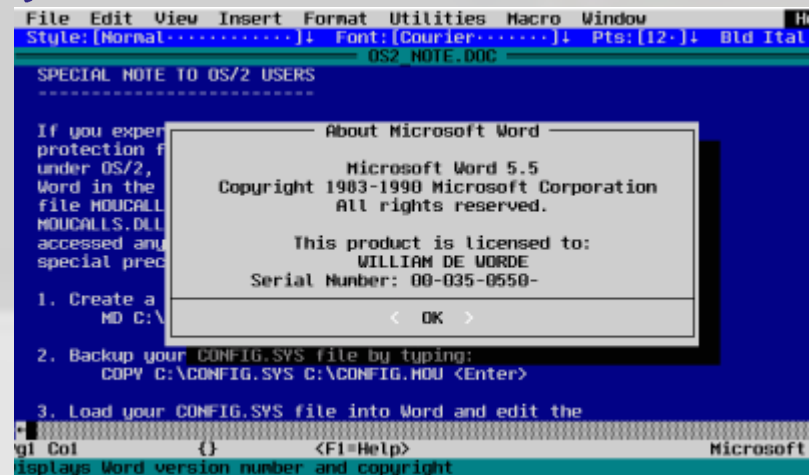 File Edit View Insert Format Utilities Macro Window
Style:[Normal············]↓ Font:[Courier·······]↓ Pts:[12·]↓ Bld Ital
OS2_NOTE.DOC
SPECIAL NOTE TO OS/2 USERS
---------------------------
If you exper
protection f
under OS/2,
Word in the
file MOUCALL
MOUCALLS.DLL
accessed any
special prec
About Microsoft Word
Microsoft Word 5.5
Copyright 1983-1990 Microsoft Corporation
All rights reserved.
This product is licensed to:
WILLIAM DE WORDE
Serial Number: 00-035-0550-
< OK >
1. Create a
MD C:\
2. Backup your CONFIG.SYS file by typing:
COPY C:\CONFIG.SYS C:\CONFIG.MOU <Enter>
3. Load your CONFIG.SYS file into Word and edit the
Pg1 Co1 {} <F1=Help> Microsoft
isplays Word version number and copyright